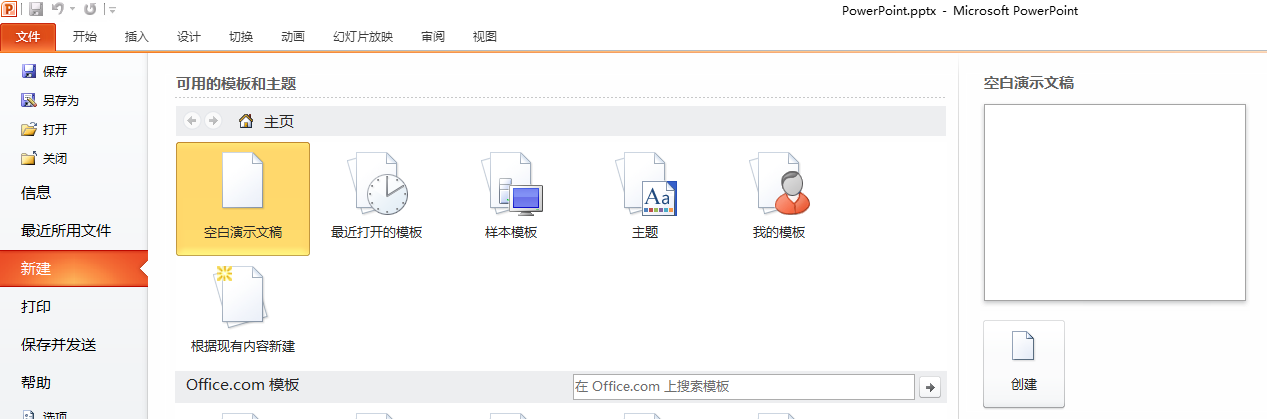 PowerPoint.pptx - Microsoft PowerPoint
文件 开始 插入 设计 切换 动画 幻灯片放映 审阅 视图
保存
另存为
打开
关闭
信息
最近所用文件
新建
打印
保存并发送
帮助
选项
可用的模板和主题
主页
空白演示文稿 最近打开的模板 样本模板 主题 我的模板
根据现有内容新建
Office.com 模板 在 Office.com 上搜索模板
空白演示文稿
创建